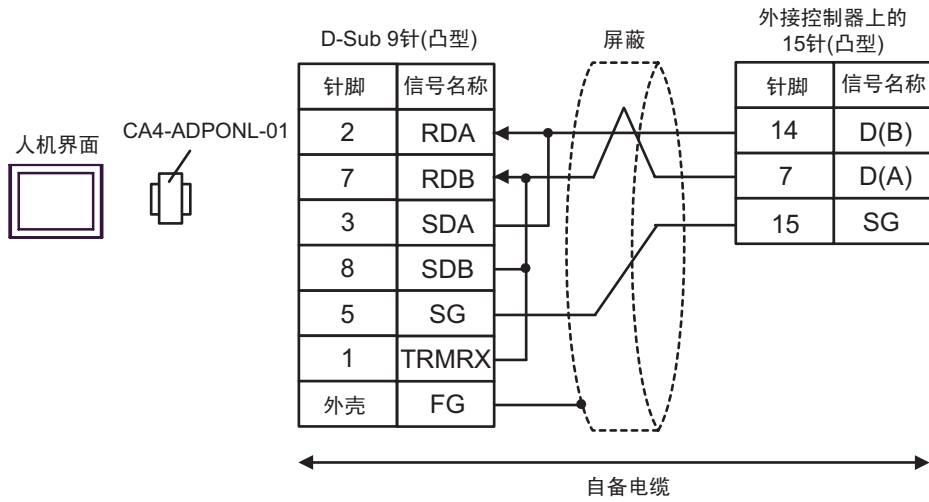 D-Sub 9针(凸型)
屏蔽
外接控制器上的
15针(凸型)
人机界面
CA4-ADPONL-01
针脚 信号名称
2 RDA
7 RDB
3 SDA
8 SDB
5 SG
1 TRMRX
外壳 FG
针脚 信号名称
14 D(B)
7 D(A)
15 SG
自备电缆